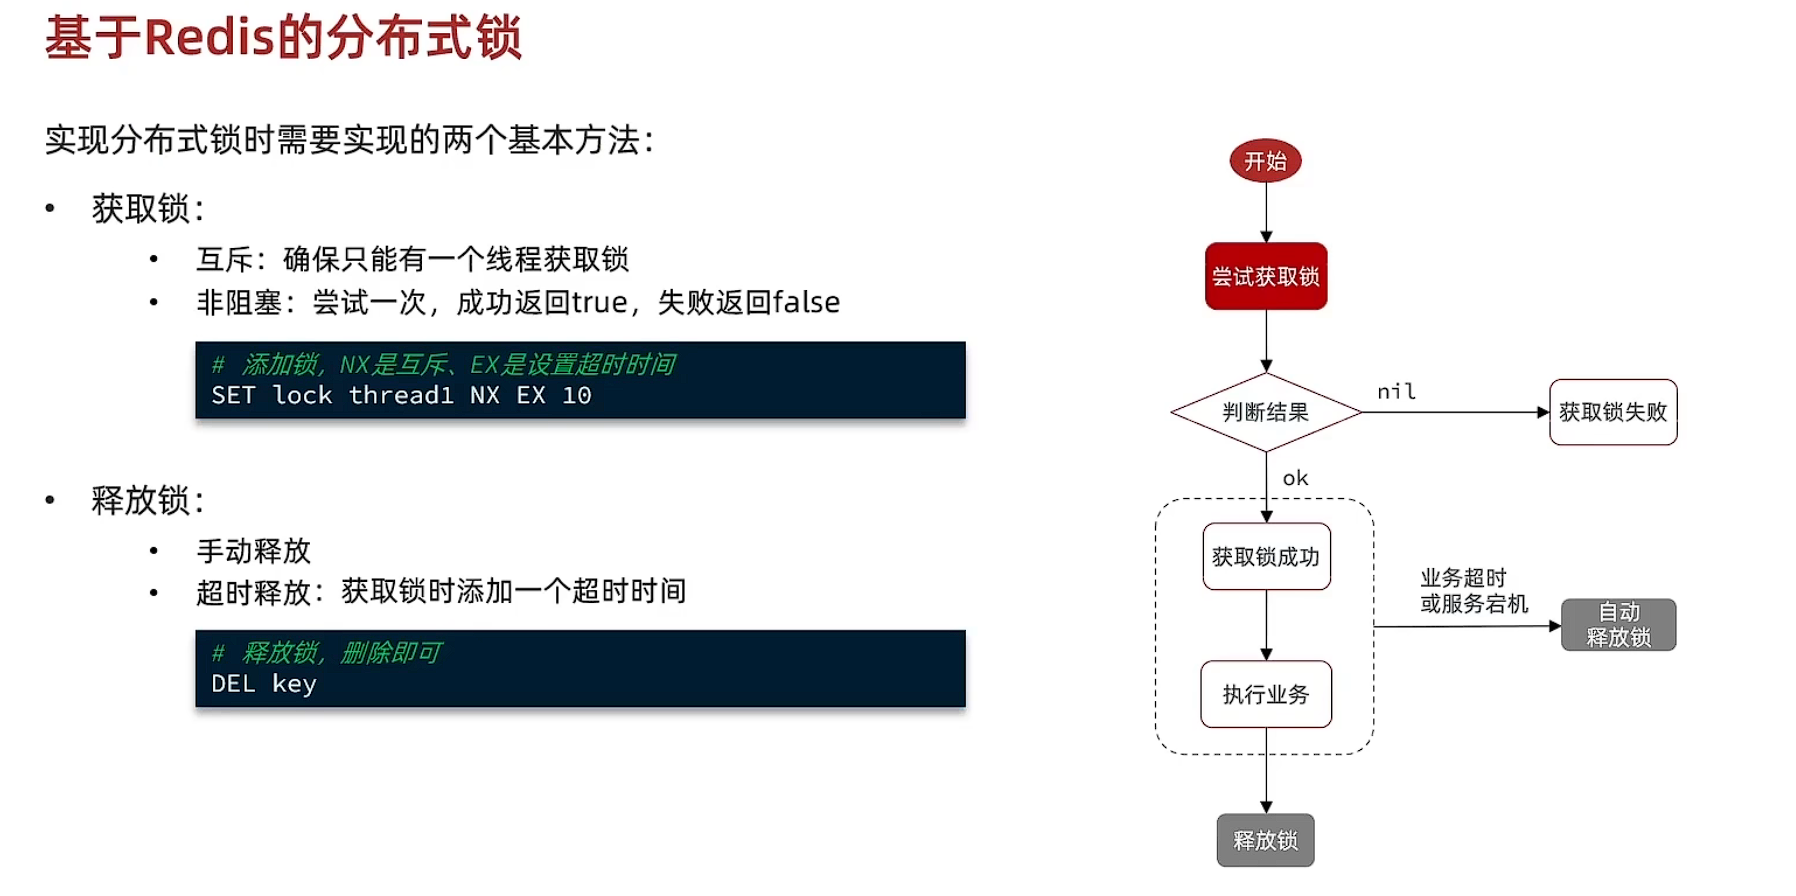 基于Redis的分布式锁
实现分布式锁时需要实现的两个基本方法：
• 获取锁：
• 互斥：确保只能有一个线程获取锁
• 非阻塞：尝试一次，成功返回true，失败返回false
# 添加锁，NX是互斥、EX是设置超时时间
SET lock thread1 NX EX 10
• 释放锁：
• 手动释放
• 超时释放：获取锁时添加一个超时时间
# 释放锁，删除即可
DEL key
开始
尝试获取锁
判断结果
nil
获取锁失败
ok
获取锁成功
业务超时
或服务宕机
自动
释放锁
执行业务
释放锁